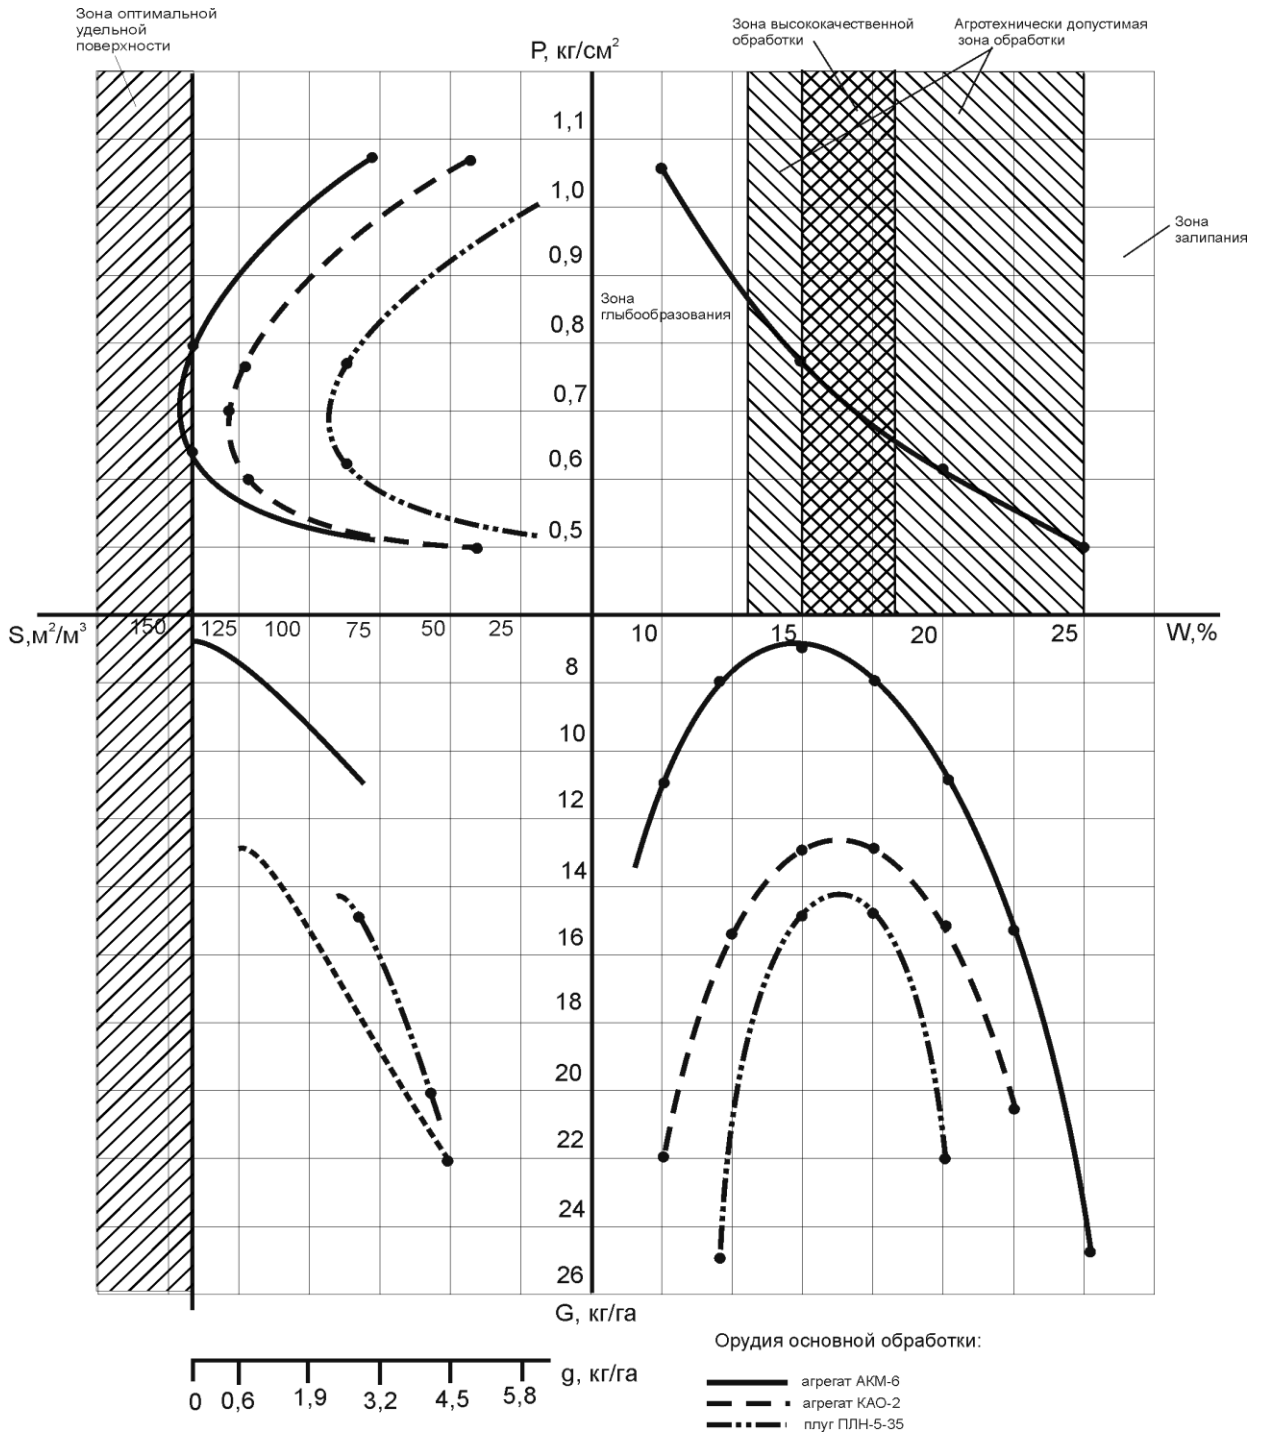 Зона оптимальной
удельной
поверхности
Р, кг/см²
Зона высококачественной
обработки
Агротехнически допустимая
зона обработки
1,1
1,0
0,9
0,8
0,7
0,6
0,5
Зона
глыбообразования
Зона
залипания
S,м²/м³
150
125
100
75
50
25
10
15
20
25
W,%
8
10
12
14
16
18
20
22
24
26
G, кг/га
g, кг/га
0
0,6
1,9
3,2
4,5
5,8
Орудия основной обработки:
агрегат АКМ-6
агрегат КАО-2
плуг ПЛН-5-35